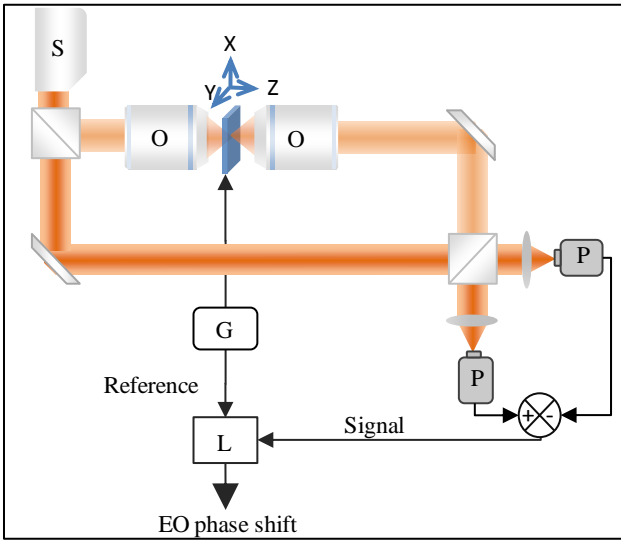 S
X
Y
Z
O
O
P
G
P
Reference
+
-
L
Signal
EO phase shift